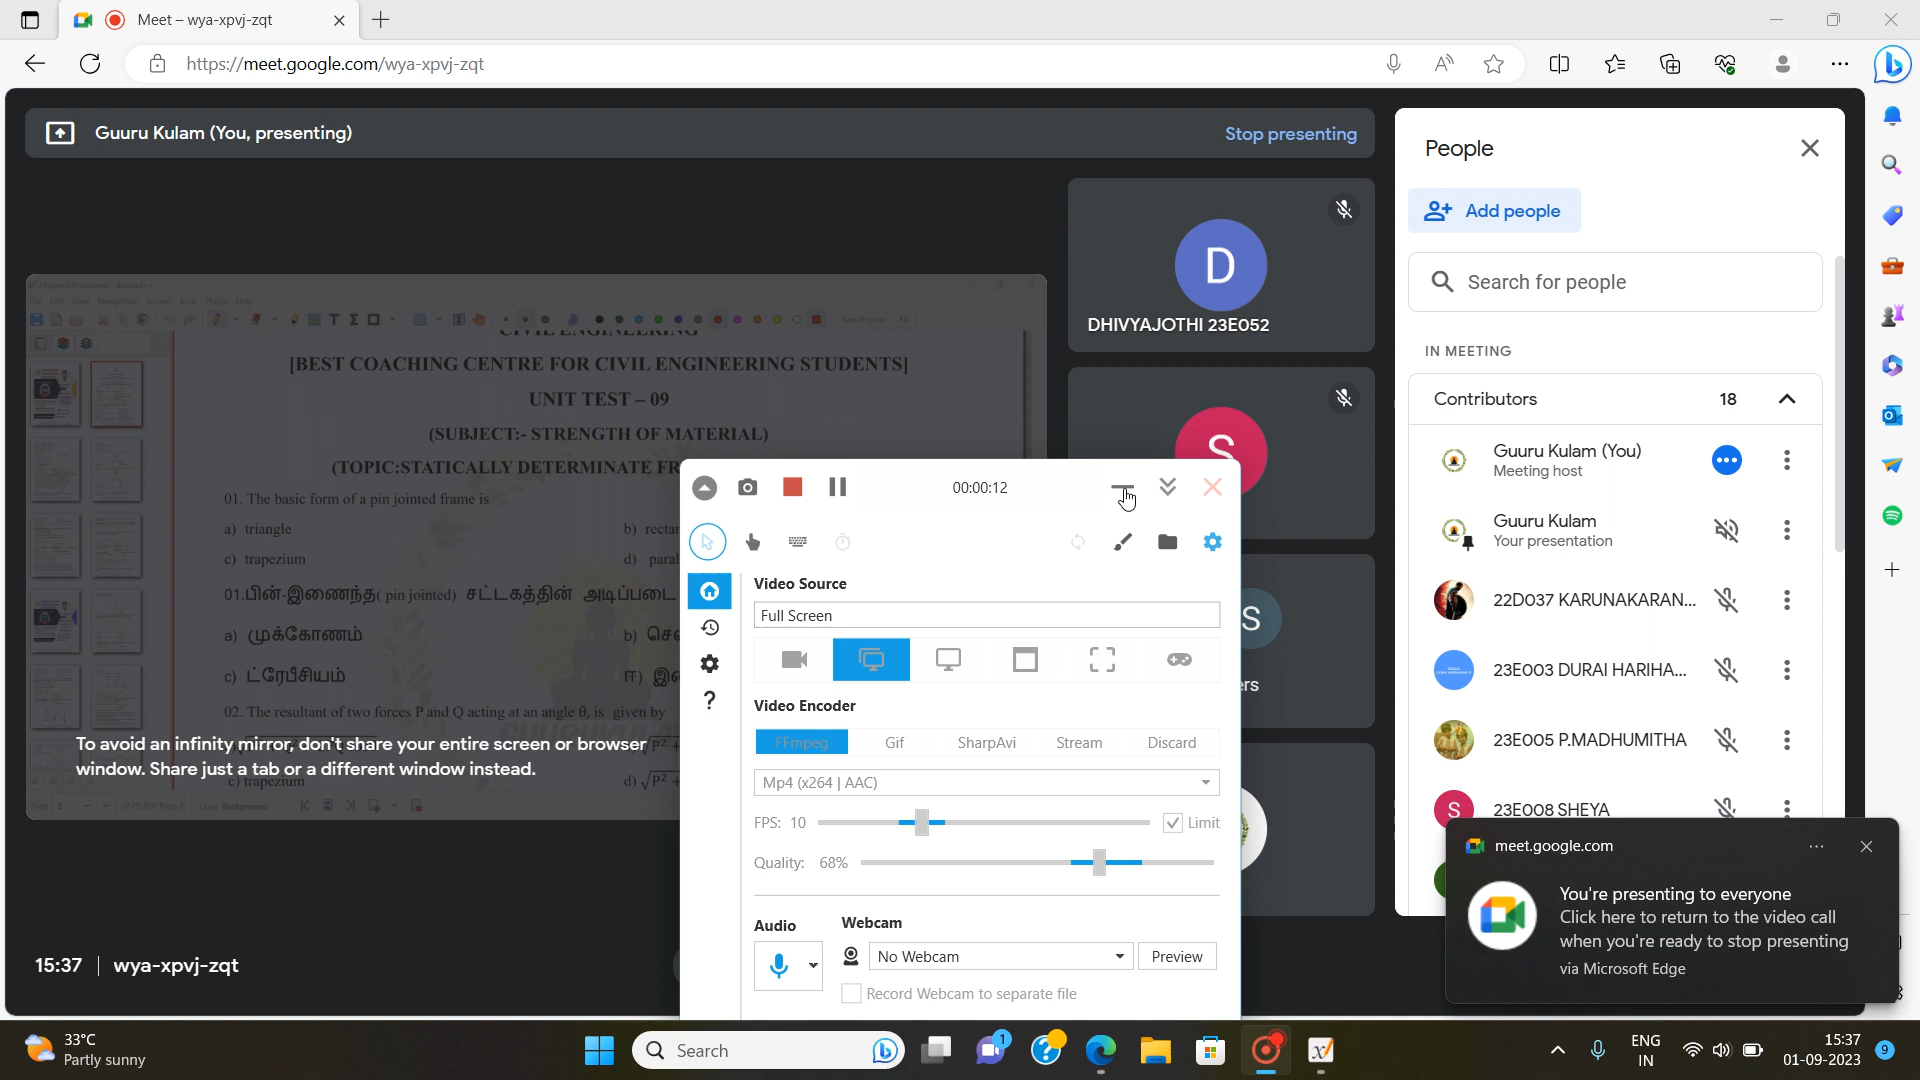 Meet – wya-xpvj-zqt
https://meet.google.com/wya-xpvj-zqt
Guuru Kulam (You, presenting)
Stop presenting
[BEST COACHING CENTRE FOR CIVIL ENGINEERING STUDENTS]
UNIT TEST – 09
(SUBJECT:- STRENGTH OF MATERIAL)
(TOPIC:STATICALLY DETERMINATE FR
01. The basic form of a pin jointed frame is
a) triangle
b) rectan
c) trapezium
d) paral
01.பின்-இணைந்த( pin jointed) சட்டகத்தின் அடிப்படை
a) முக்கோணம்
b) செவ
c) ட்ரேபீசியம்
02. The resultant of two forces P and Q acting at an angle θ, is given by
c) trapezium
To avoid an infinity mirror, don't share your entire screen or browser
window. Share just a tab or a different window instead.
15:37 | wya-xpvj-zqt
D
DHIVYAJOTHI 23E052
S
S
ers
00:00:12
Video Source
Full Screen
Video Encoder
FFmpeg
Gif
SharpAvi
Stream
Discard
Mp4 (x264 | AAC)
FPS: 10
Limit
Quality: 68%
Audio
Webcam
No Webcam
Preview
Record Webcam to separate file
People
Add people
Search for people
IN MEETING
Contributors
18
Guuru Kulam (You)
Meeting host
Guuru Kulam
Your presentation
22D037 KARUNAKARAN...
23E003 DURAI HARIHA...
23E005 P.MADHUMITHA
S
23E008 SHEYA
meet.google.com
You're presenting to everyone
Click here to return to the video call
when you're ready to stop presenting
via Microsoft Edge
33°C
Partly sunny
Search
1
ENG
IN
15:37
01-09-2023
9